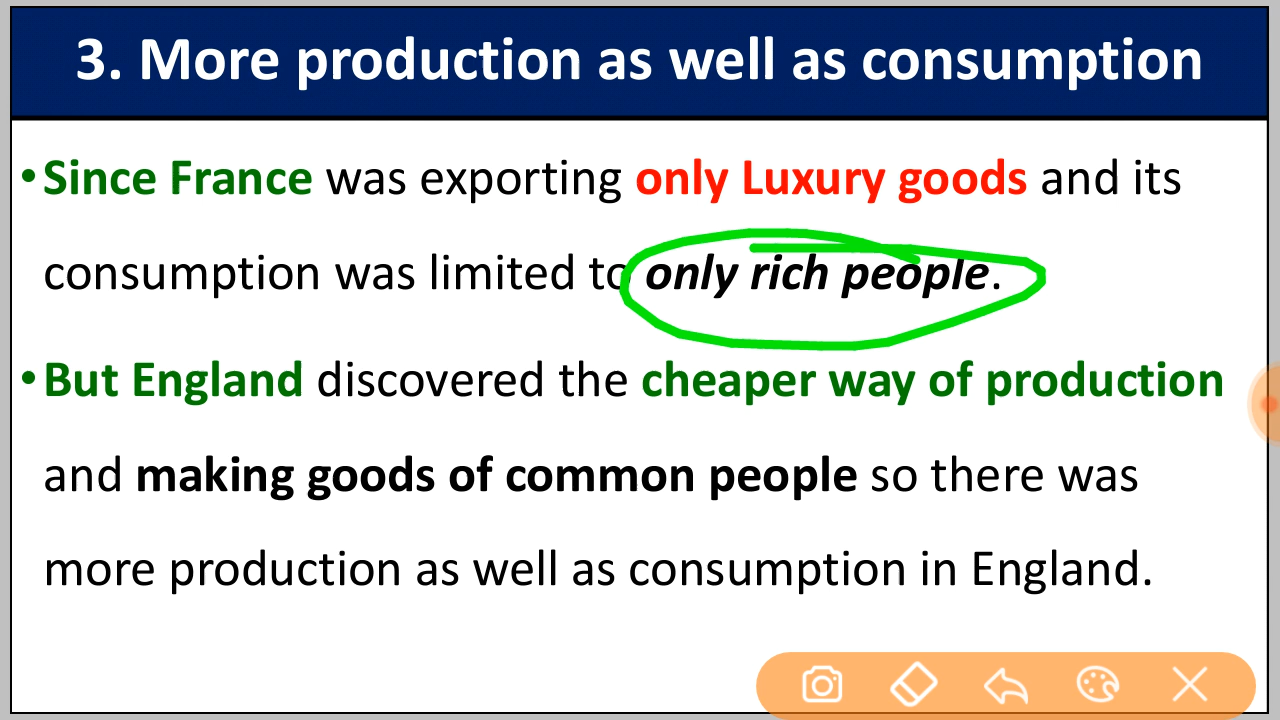 3. More production as well as consumption
•Since France was exporting only Luxury goods and its
consumption was limited to only rich people.
•But England discovered the cheaper way of production
and making goods of common people so there was
more production as well as consumption in England.